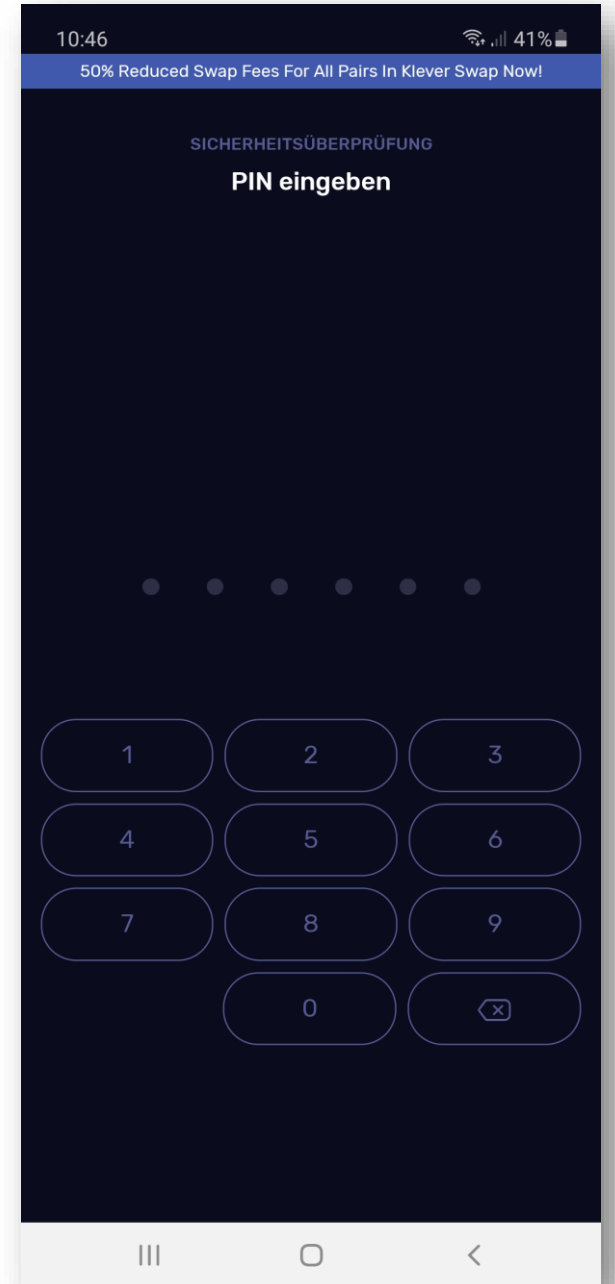 10:46 41%
50% Reduced Swap Fees For All Pairs In Klever Swap Now!
SICHERHEITSÜBERPRÜFUNG
PIN eingeben
1 2 3
4 5 6
7 8 9
0